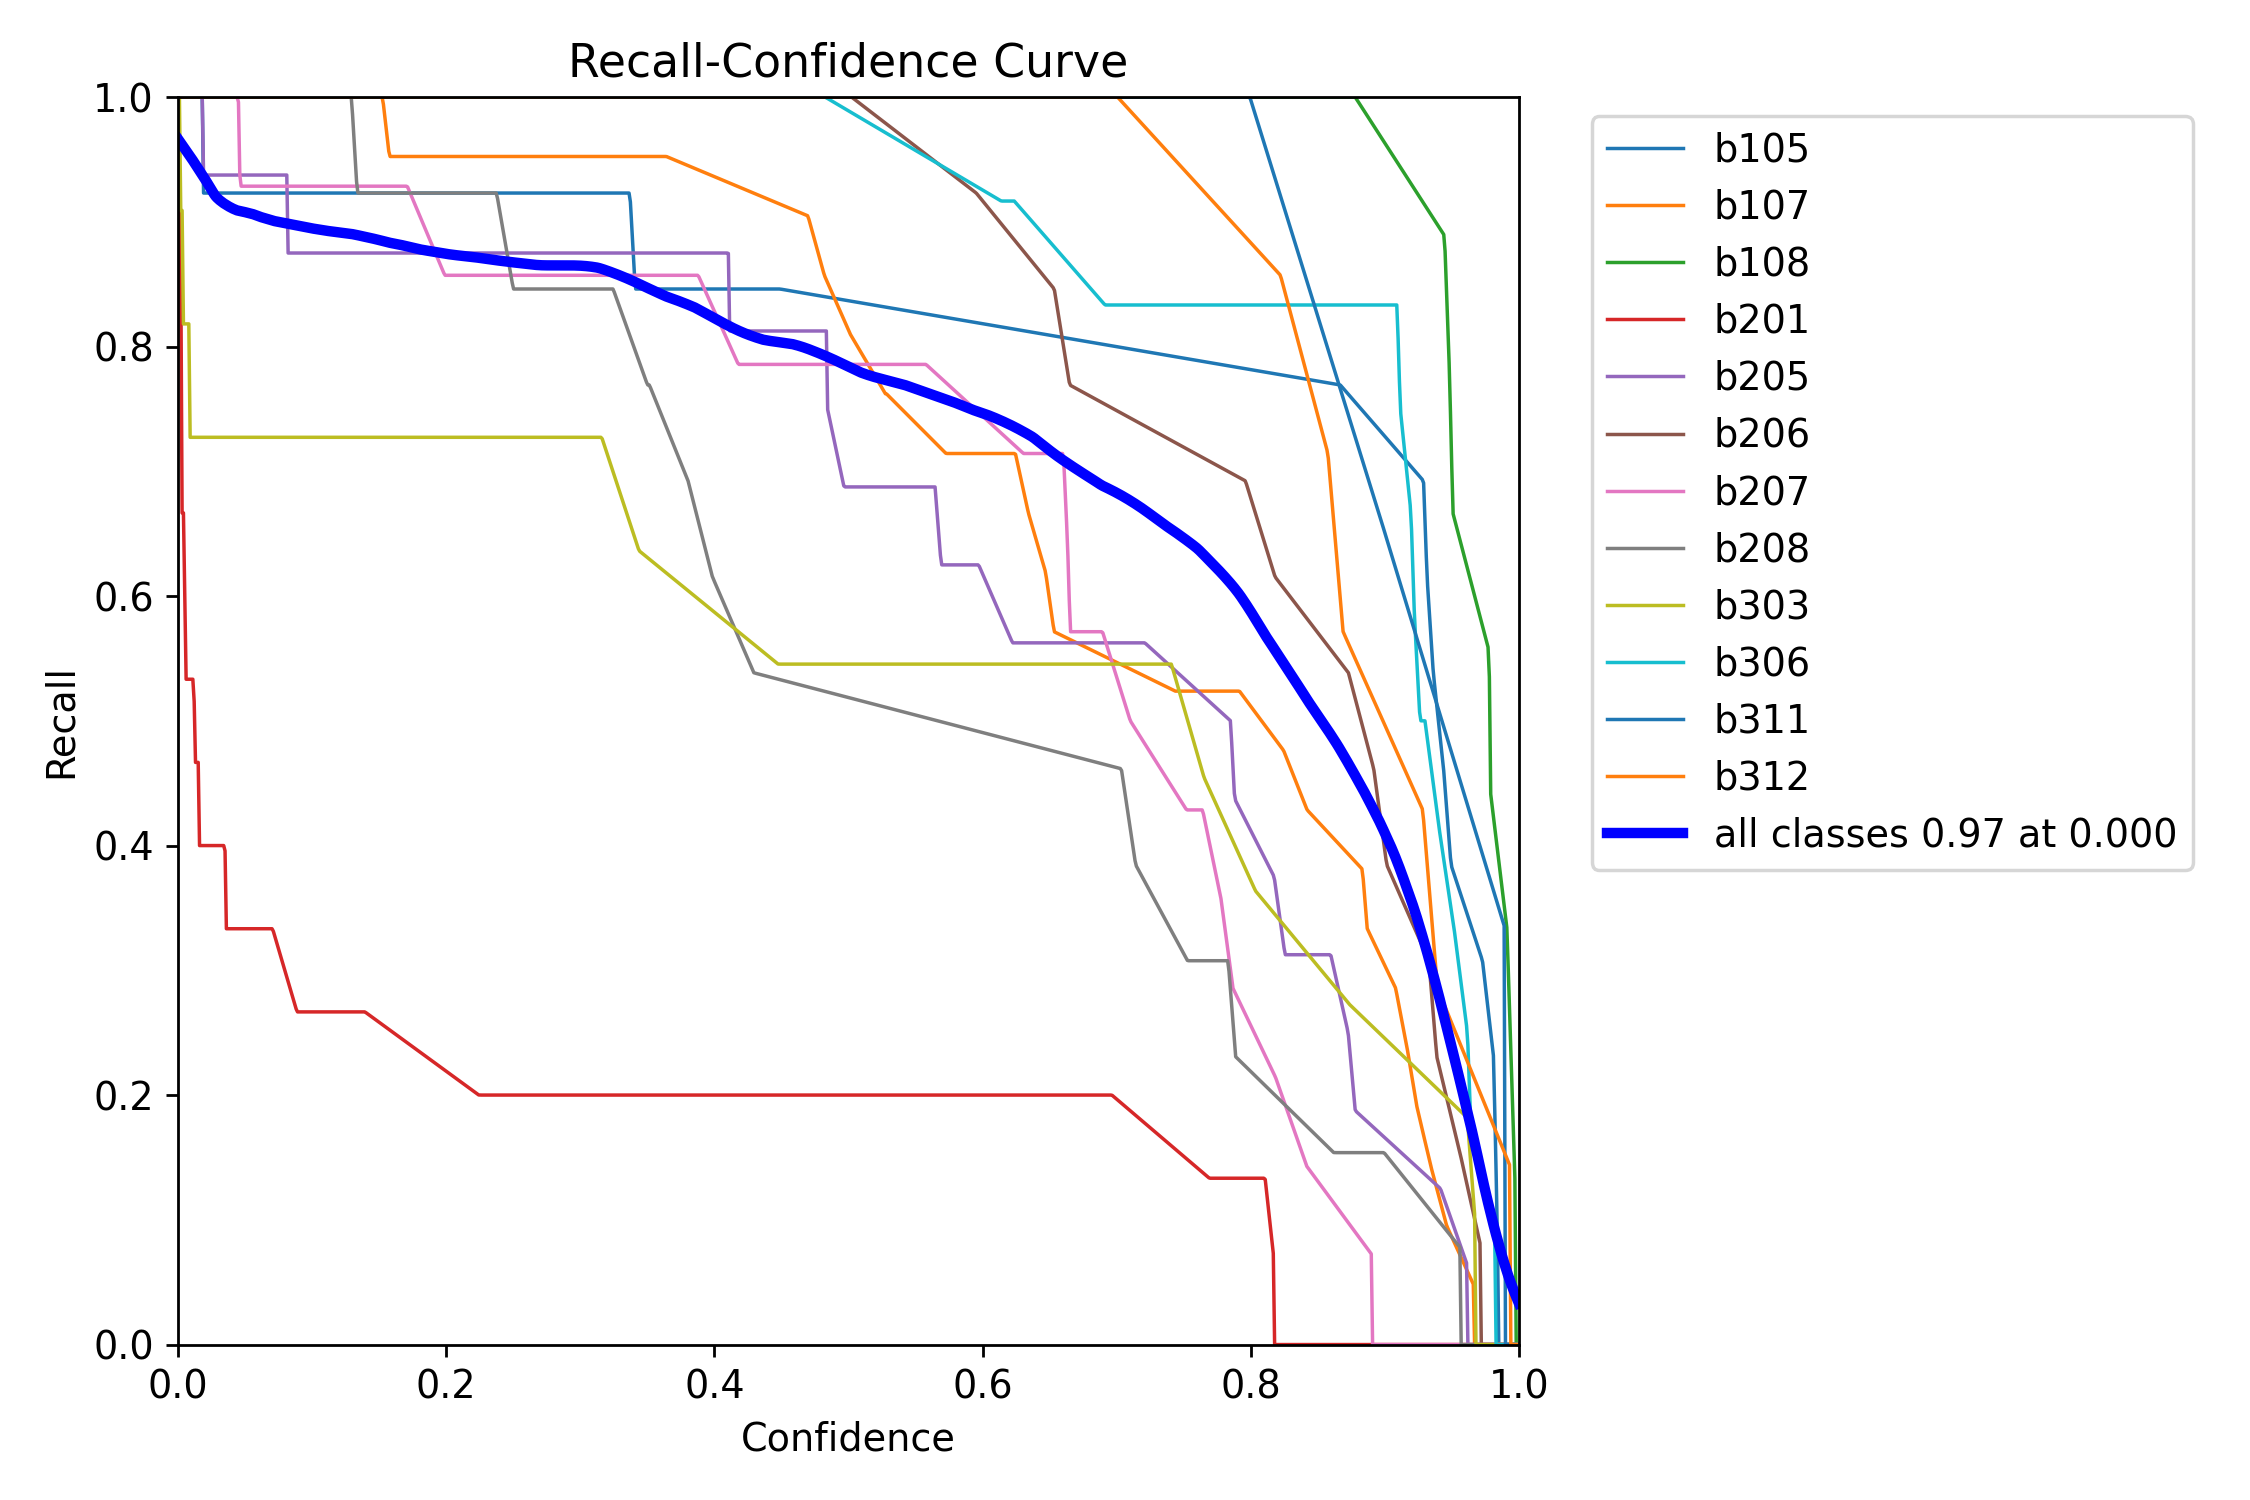 Recall-Confidence Curve
1.0
0.8
0.6
0.4
0.2
0.0
Recall
0.0 0.2 0.4 0.6 0.8 1.0
Confidence
b105
b107
b108
b201
b205
b206
b207
b208
b303
b306
b311
b312
all classes 0.97 at 0.000